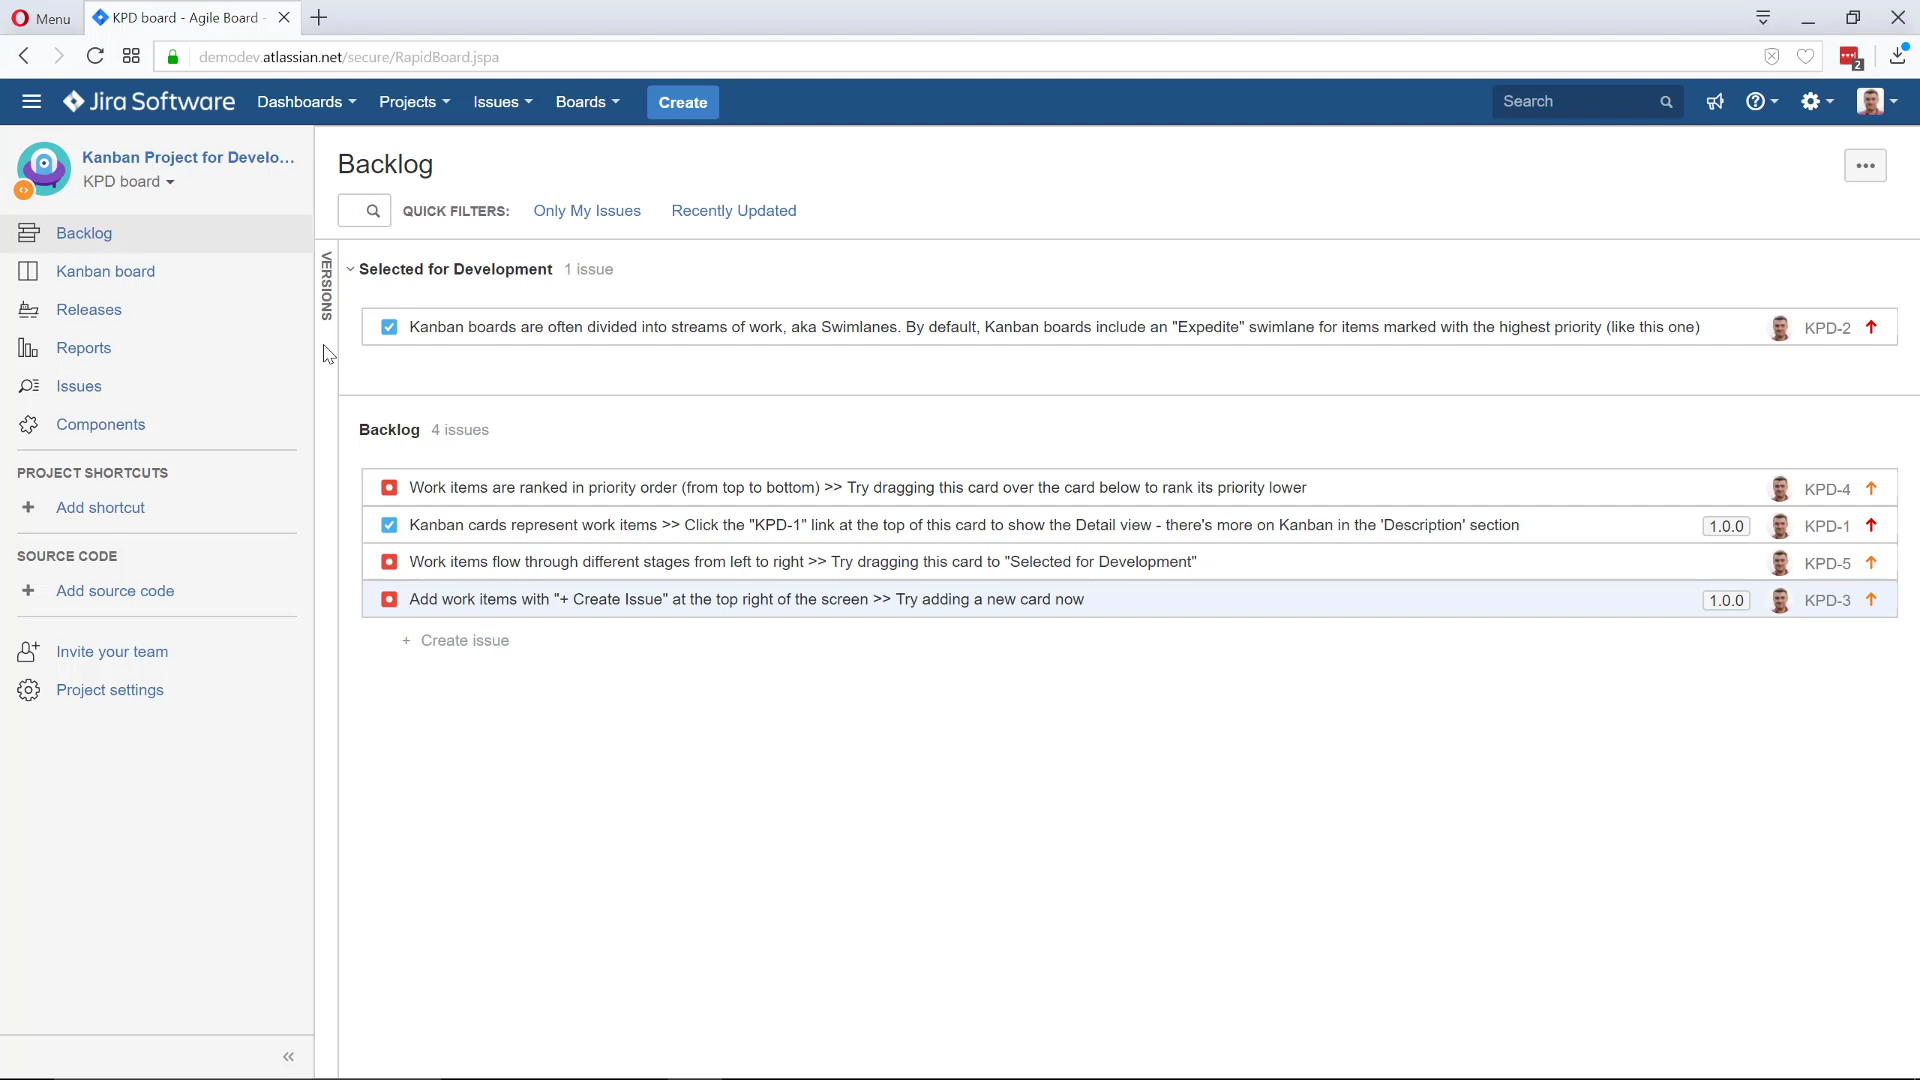 Menu
KPD board - Agile Board -
demodev.atlassian.net/secure/RapidBoard.jspa
2
Jira Software Dashboards Projects Issues Boards Create Search
Kanban Project for Develo...
KPD board
Backlog
Kanban board
Releases
Reports
Issues
Components
PROJECT SHORTCUTS
+ Add shortcut
SOURCE CODE
+ Add source code
Invite your team
Project settings
Backlog
QUICK FILTERS: Only My Issues Recently Updated
VERSIONS
Selected for Development 1 issue
Kanban boards are often divided into streams of work, aka Swimlanes. By default, Kanban boards include an "Expedite" swimlane for items marked with the highest priority (like this one) KPD-2
Backlog 4 issues
Work items are ranked in priority order (from top to bottom) >> Try dragging this card over the card below to rank its priority lower KPD-4
Kanban cards represent work items >> Click the "KPD-1" link at the top of this card to show the Detail view - there's more on Kanban in the 'Description' section 1.0.0 KPD-1
Work items flow through different stages from left to right >> Try dragging this card to "Selected for Development" KPD-5
Add work items with "+ Create Issue" at the top right of the screen >> Try adding a new card now 1.0.0 KPD-3
+ Create issue